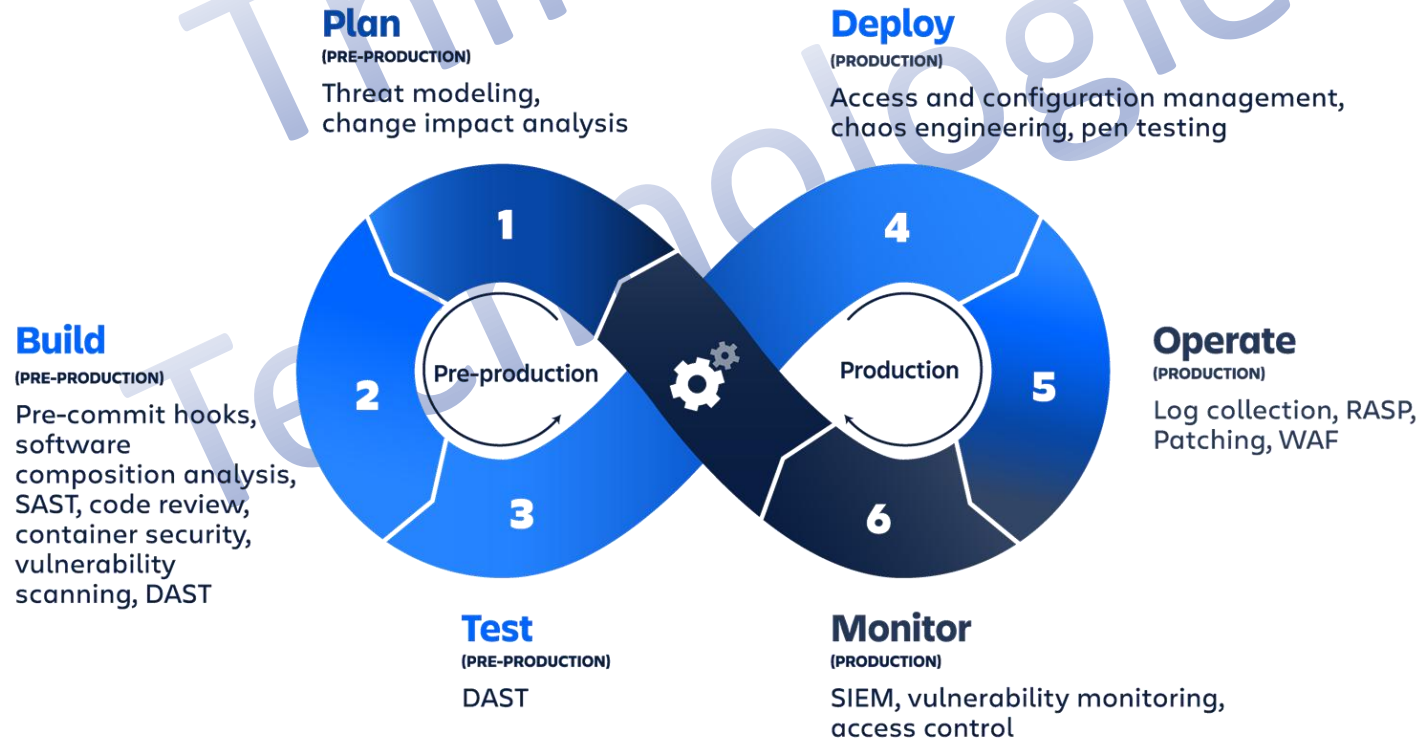 Plan
(PRE-PRODUCTION)
Threat modeling,
change impact analysis
Deploy
(PRODUCTION)
Access and configuration management,
chaos engineering, pen testing
1
4
Build
(PRE-PRODUCTION)
Pre-commit hooks,
software
composition analysis,
SAST, code review,
container security,
vulnerability
scanning, DAST
2
Pre-production
Production
5
Operate
(PRODUCTION)
Log collection, RASP,
Patching, WAF
3
6
Test
(PRE-PRODUCTION)
DAST
Monitor
(PRODUCTION)
SIEM, vulnerability monitoring,
access control